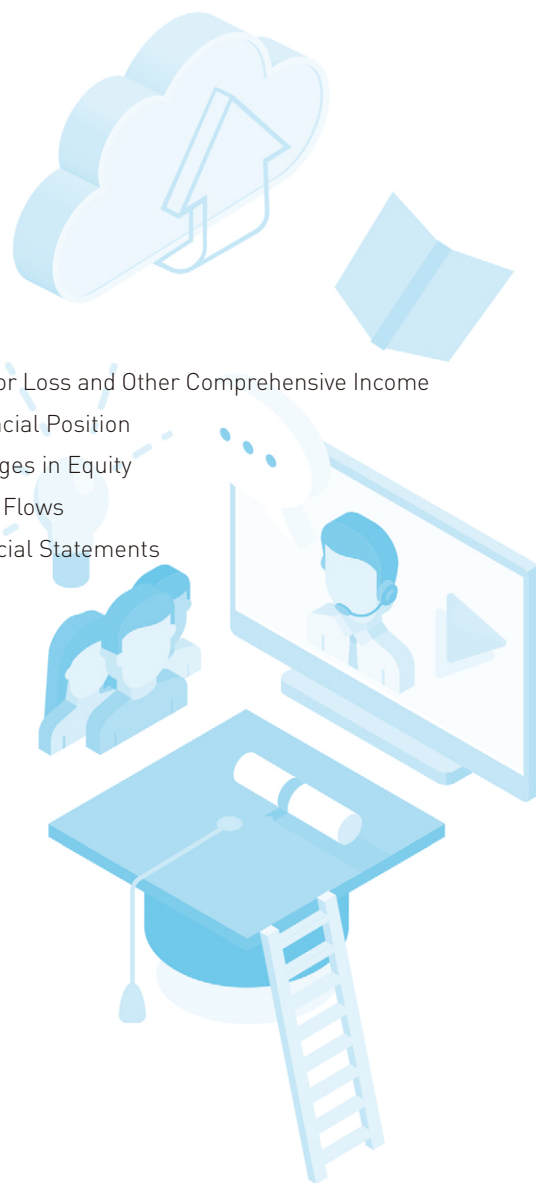 or Loss and Other Comprehensive Income
ncial Position
ges in Equity
Flows
cial Statements